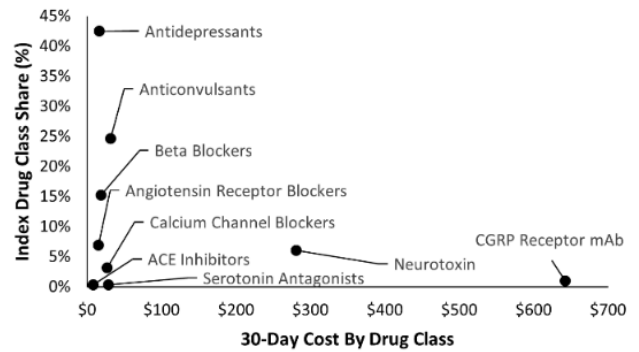 Index Drug Class Share (%)
45%
40%
35%
30%
25%
20%
15%
10%
5%
0%
Antidepressants
Anticonvulsants
Beta Blockers
Angiotensin Receptor Blockers
Calcium Channel Blockers
ACE Inhibitors
Serotonin Antagonists
Neurotoxin
CGRP Receptor mAb
$0 $100 $200 $300 $400 $500 $600 $700
30-Day Cost By Drug Class